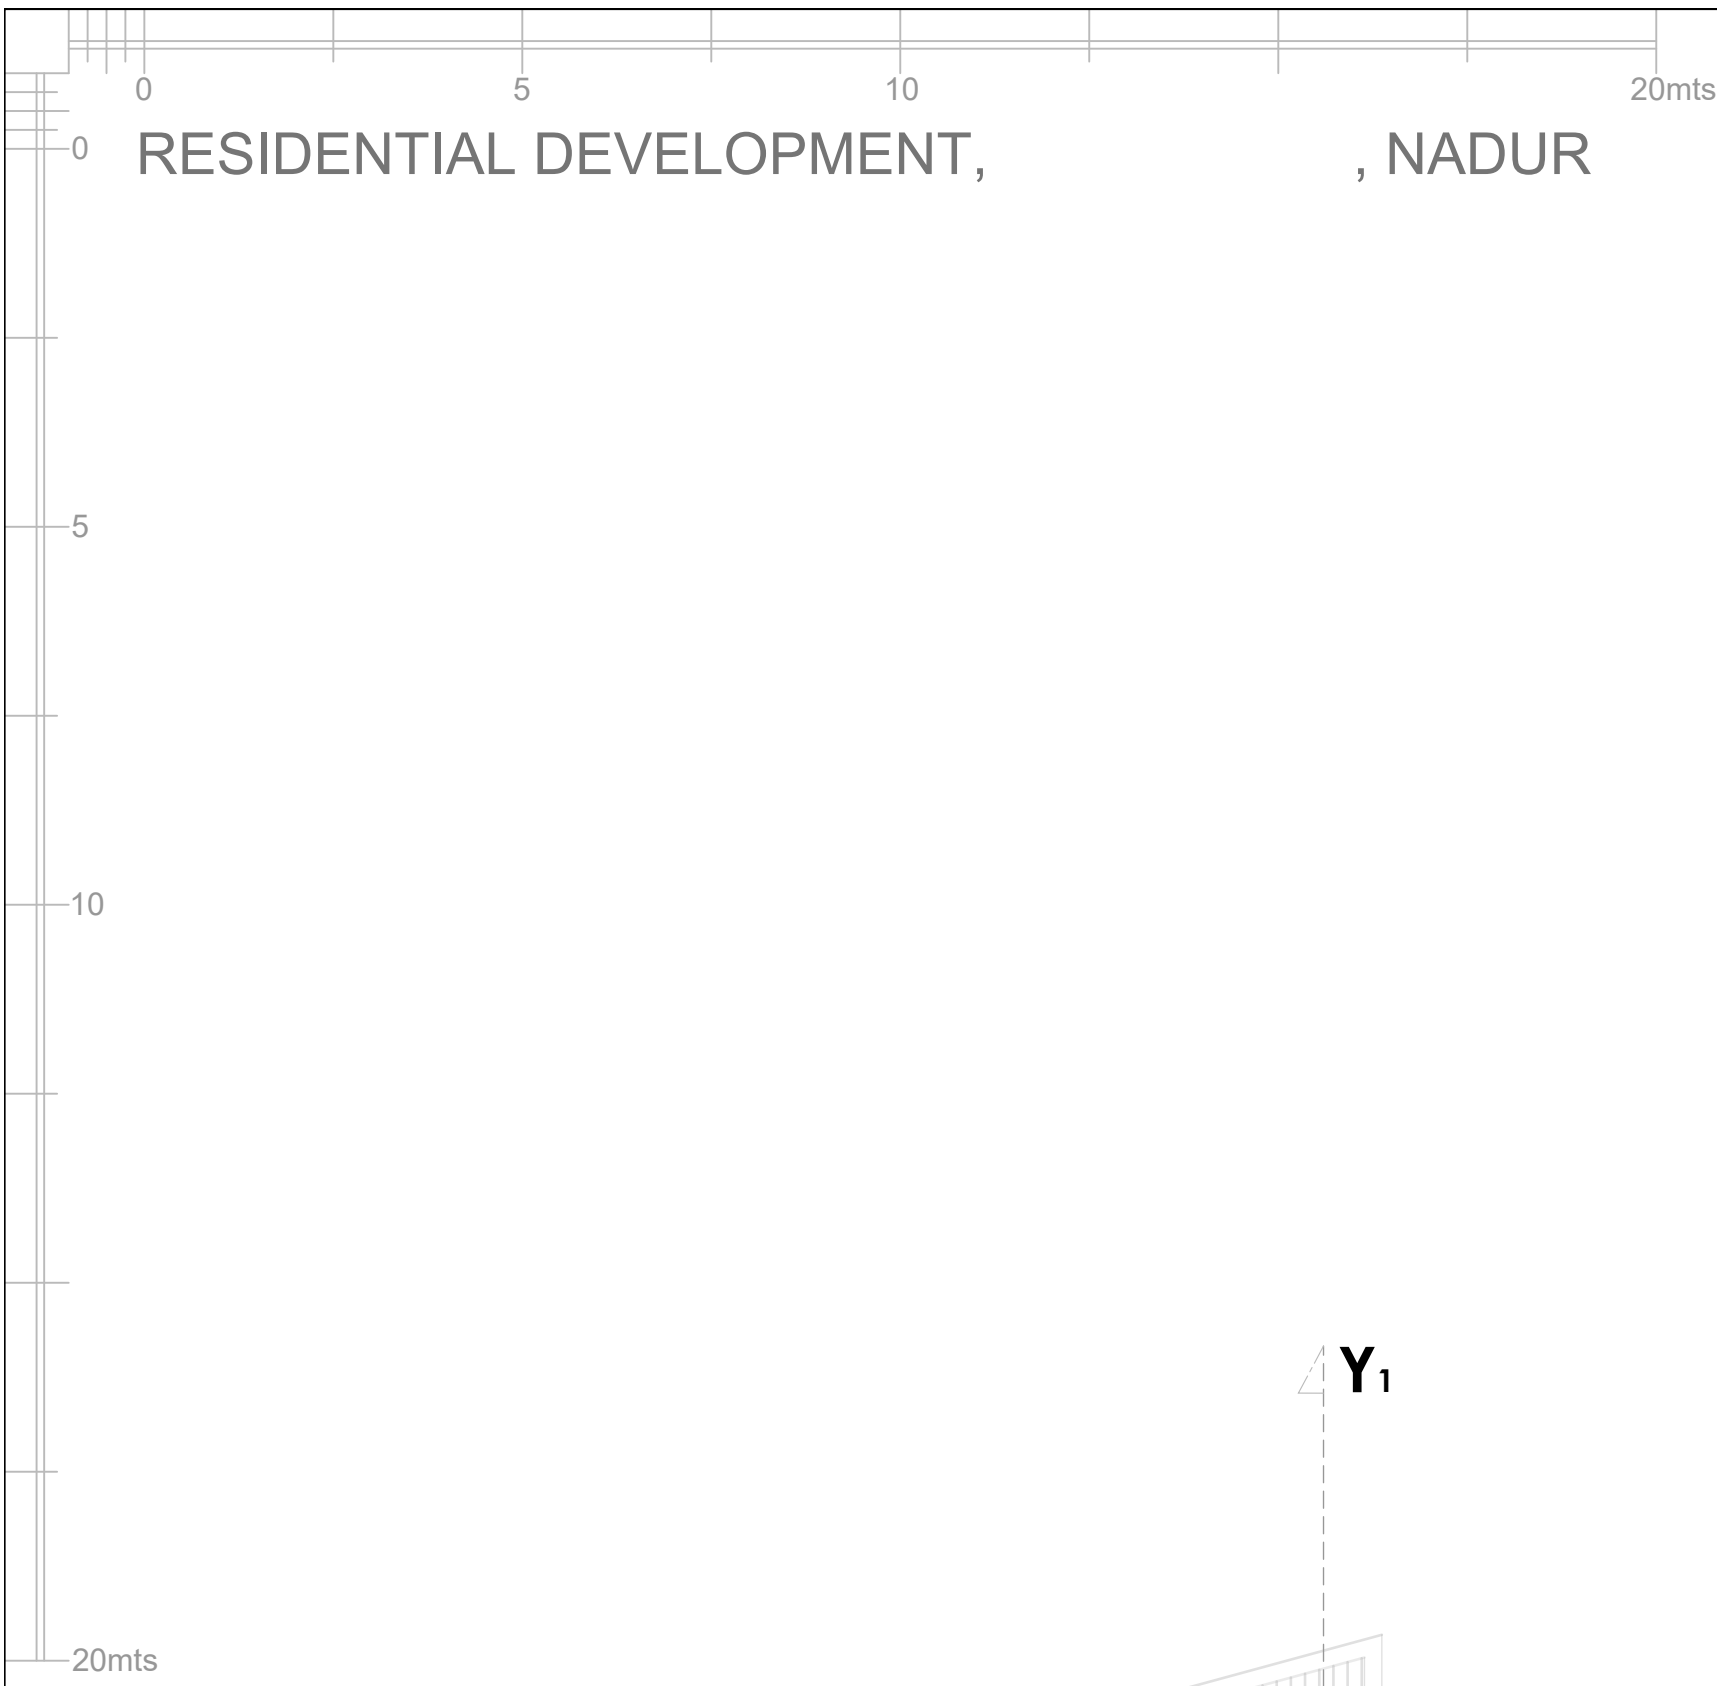 0 5 10 20mts
0 RESIDENTIAL DEVELOPMENT, , NADUR
5
10
Y1
20mts